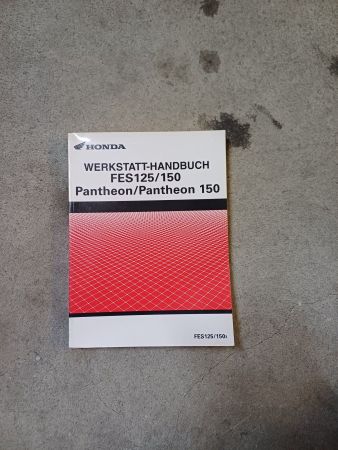 HONDA
WERKSTATT-HANDBUCH
FES125/150
Pantheon/Pantheon 150
FES125/150